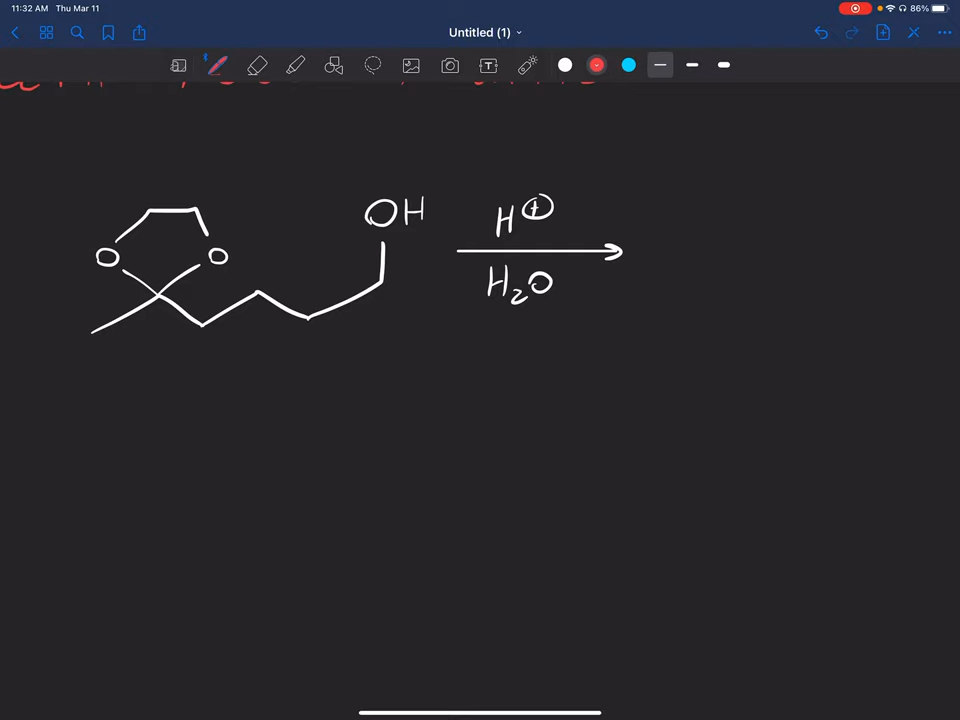 11:32 AM Thu Mar 11
86%
Untitled (1)
T
OH
H+
O O
H2O